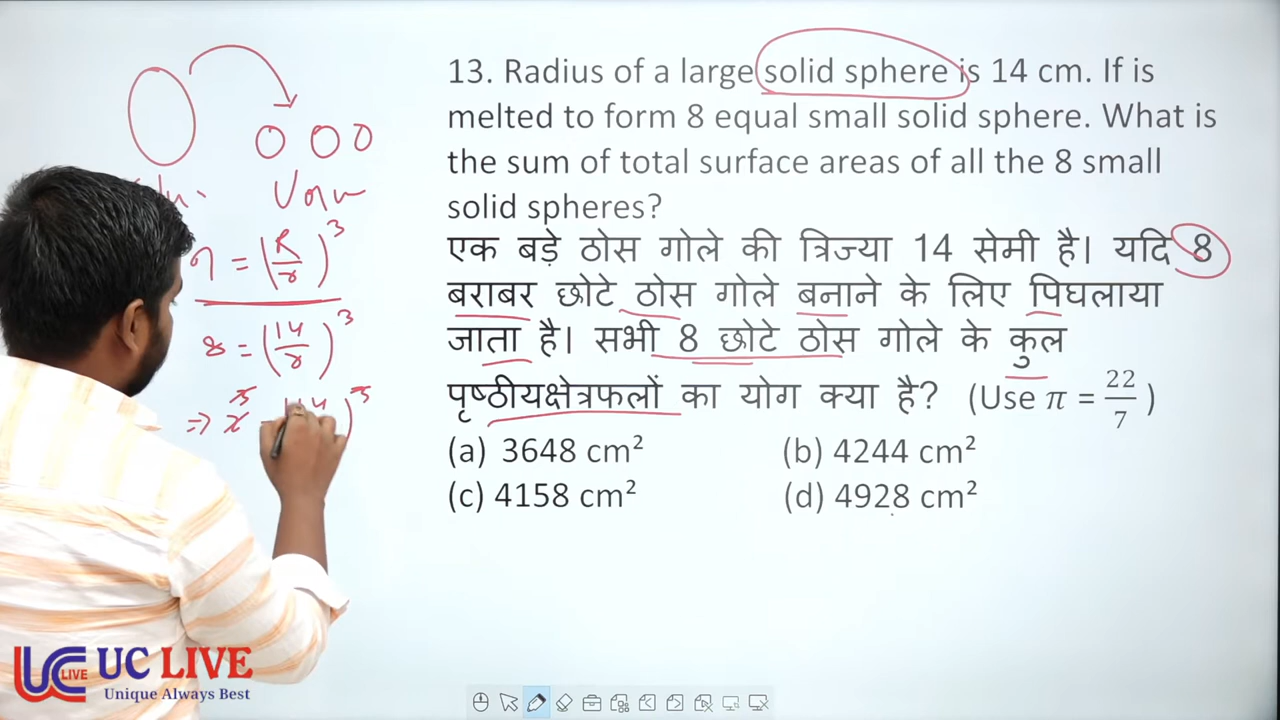 13. Radius of a large solid sphere is 14 cm. If is
melted to form 8 equal small solid sphere. What is
the sum of total surface areas of all the 8 small
solid spheres?
एक बड़े ठोस गोले की त्रिज्या 14 सेमी है। यदि 8
बराबर छोटे ठोस गोले बनाने के लिए पिघलाया
जाता है। सभी 8 छोटे ठोस गोले के कुल
पृष्ठीयक्षेत्रफलों का योग क्या है? (Use π = 22/7)
(a) 3648 cm²
(b) 4244 cm²
(c) 4158 cm²
(d) 4928 cm²
= (R/r)³
8 = (14/r)³
UC LIVE
LIVE
Unique Always Best